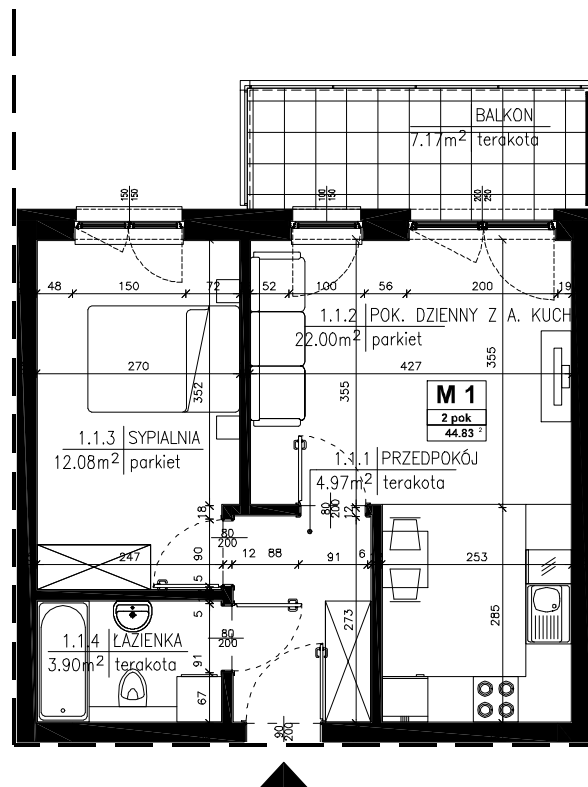 BALKON
7.17m² terakota
150
150
100
150
200
250
48 150 72 52 100 56 200 19
1.1.2 POK. DZIENNY Z A. KUCH
22.00m² parkiet
355
355
270
352
427
M 1
2 pok
44.83 ²
1.1.3 SYPIALNIA
12.08m² parkiet
1.1.1 PRZEDPOKÓJ
4.97m² terakota
18
80
200
12
80
200
247
90
5
12 88 91 6
253
5
1.1.4 ŁAZIENKA
3.90m² terakota
80
200
91
67
273
285
90
200